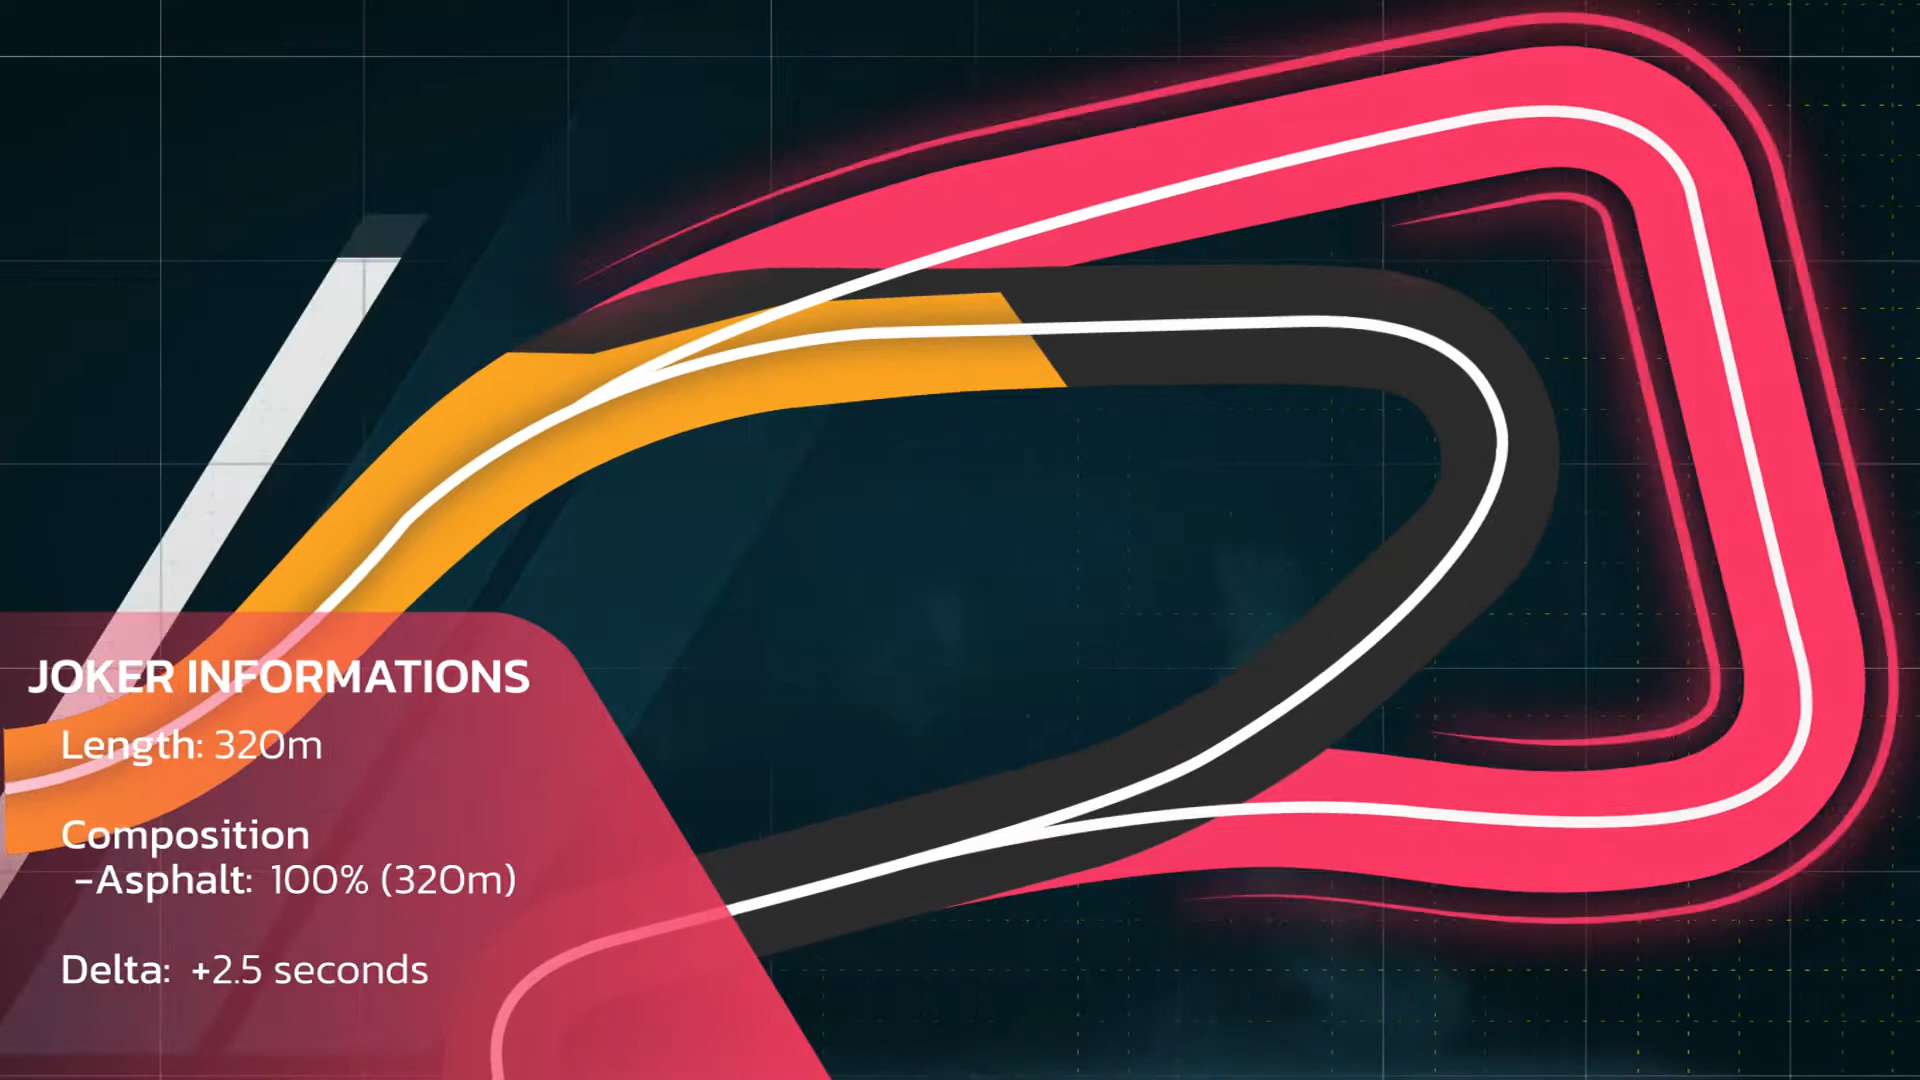 JOKER INFORMATIONS
Length: 320m
Composition
-Asphalt: 100% (320m)
Delta: +2.5 seconds